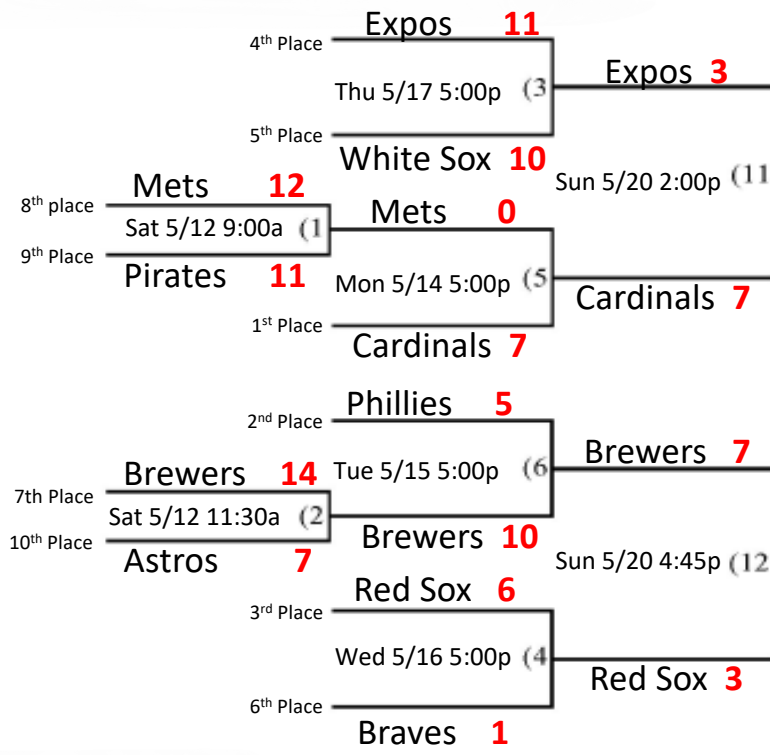 4th Place Expos 11
Thu 5/17 5:00p (3
Expos 3
5th Place
White Sox 10
Sun 5/20 2:00p (11
8th place Mets 12
Sat 5/12 9:00a (1
9th Place
Pirates 11
Mets 0
Mon 5/14 5:00p (5
1st Place
Cardinals 7
Cardinals 7
2nd Place Phillies 5
Tue 5/15 5:00p (6
Brewers 7
7th Place Brewers 14
Sat 5/12 11:30a (2
10th Place
Astros 7
Brewers 10
Sun 5/20 4:45p (12
3rd Place Red Sox 6
Wed 5/16 5:00p (4
Red Sox 3
6th Place
Braves 1